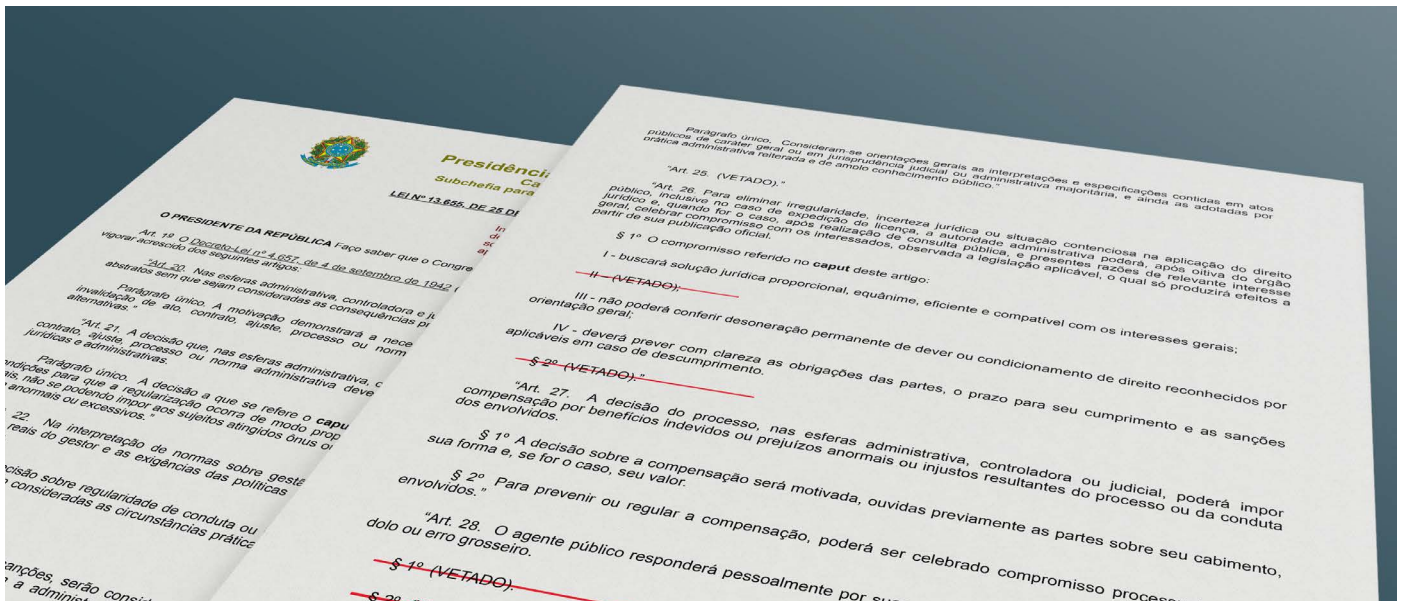 Presidência
Ca
Subchefia para
LEI Nº 13.655, DE 25 DE
O PRESIDENTE DA REPÚBLICA Faço saber que o Congre
Art. 1º O Decreto-Lei nº 4.657, de 4 de setembro de 1942
vigorar acrescido dos seguintes artigos:
"Art. 20. Nas esferas administrativa, controladora e ju
abstratos sem que sejam consideradas as consequências pr
Parágrafo único. A motivação demonstrará a nece
invalidação de ato, contrato, ajuste, processo ou norm
alternativas."
"Art. 21. A decisão que, nas esferas administrativa, c
contrato, ajuste, processo ou norma administrativa deve
jurídicas e administrativas.
Parágrafo único. A decisão a que se refere o capu
ondições para que a regularização ocorra de modo prop
ais, não se podendo impor aos sujeitos atingidos ônus ou
anormais ou excessivos."
22 Na interpretação de normas sobre gestã
reais do gestor e as exigências das políticas
cisão sobre regularidade de conduta ou
consideradas as circunstâncias prática
anções, serão consid
a administ
Parágrafo único. Consideram-se orientações gerais as interpretações e especificações contidas em atos
públicos de caráter geral ou em jurisprudência judicial ou administrativa majoritária, e ainda as adotadas por
prática administrativa reiterada e de amplo conhecimento público."
"Art. 25. (VETADO)."
"Art. 26. Para eliminar irregularidade, incerteza jurídica ou situação contenciosa na aplicação do direito
público, inclusive no caso de expedição de licença, a autoridade administrativa poderá, após oitiva do órgão
jurídico e, quando for o caso, após realização de consulta pública, e presentes razões de relevante interesse
geral, celebrar compromisso com os interessados, observada a legislação aplicável, o qual só produzirá efeitos a
partir de sua publicação oficial.
§ 1º O compromisso referido no caput deste artigo:
I - buscará solução jurídica proporcional, equânime, eficiente e compatível com os interesses gerais;
II – (VETADO);
III - não poderá conferir desoneração permanente de dever ou condicionamento de direito reconhecidos por
orientação geral;
IV - deverá prever com clareza as obrigações das partes, o prazo para seu cumprimento e as sanções
aplicáveis em caso de descumprimento.
§ 2º (VETADO)."
"Art. 27. A decisão do processo, nas esferas administrativa, controladora ou judicial, poderá impor
compensação por benefícios indevidos ou prejuízos anormais ou injustos resultantes do processo ou da conduta
dos envolvidos.
§ 1º A decisão sobre a compensação será motivada, ouvidas previamente as partes sobre seu cabimento,
sua forma e, se for o caso, seu valor.
§ 2º Para prevenir ou regular a compensação, poderá ser celebrado compromisso process
envolvidos."
"Art. 28. O agente público responderá pessoalmente por su
dolo ou erro grosseiro.
§ 1º (VETADO).
§ 2º